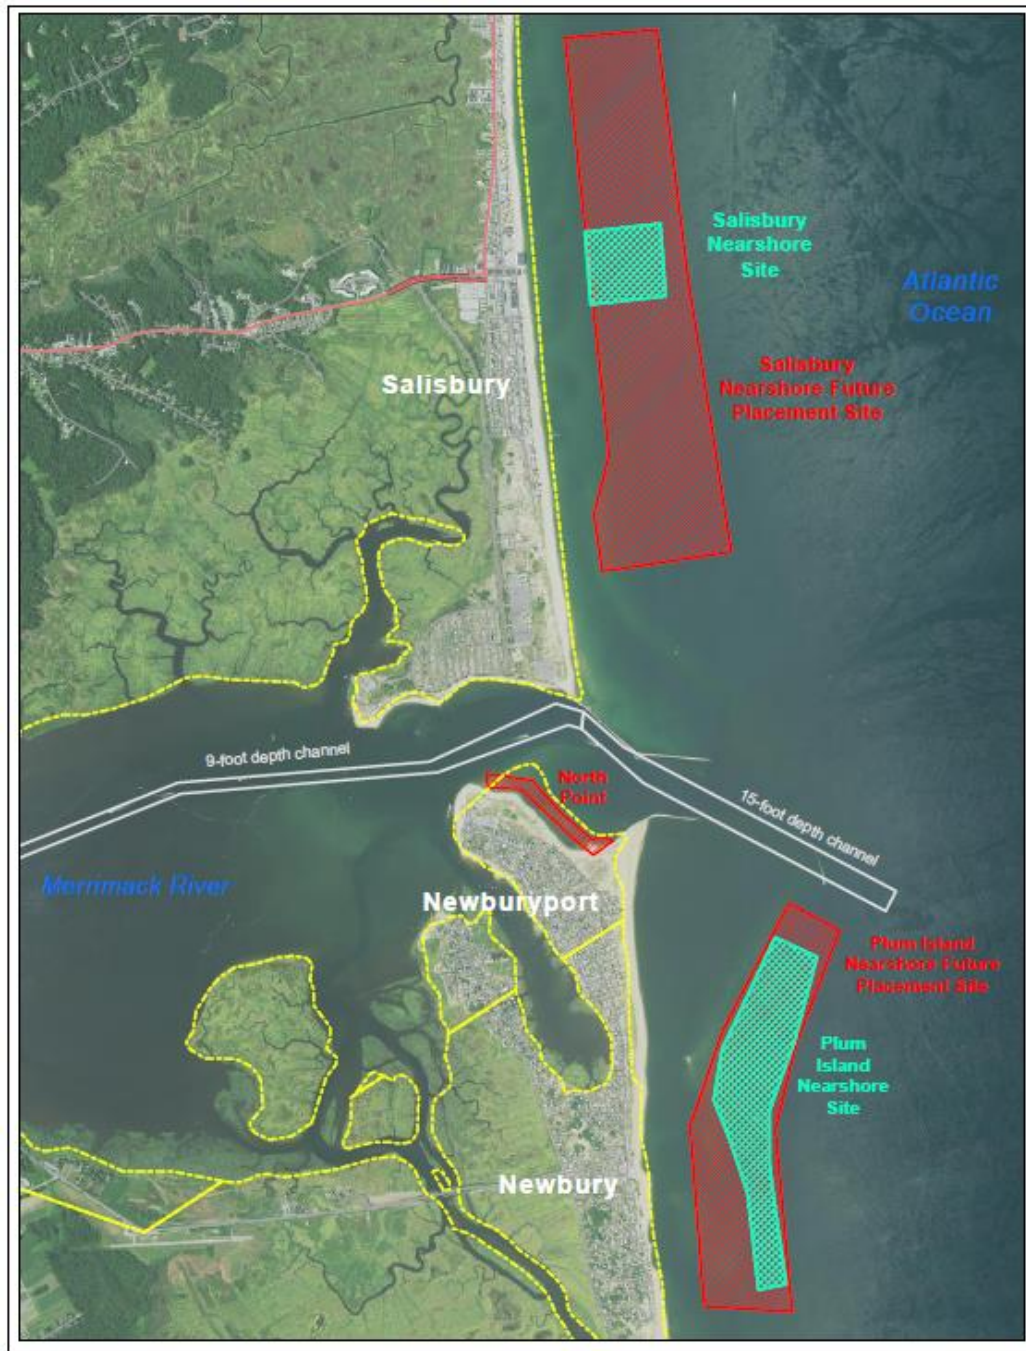 Salisbury
Nearshore
Site
Atlantic
Ocean
Salisbury
Nearshore Future
Placement Site
Salisbury
9-foot depth channel
North
Point
15-foot depth channel
Merrimack River
Newburyport
Plum Island
Nearshore Future
Placement Site
Plum
Island
Nearshore
Site
Newbury